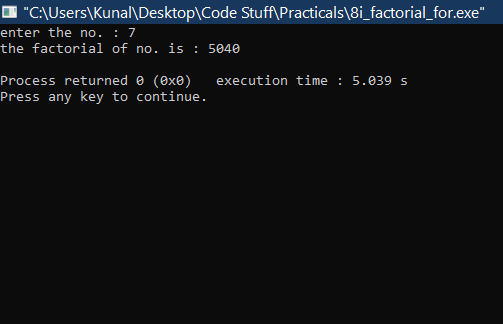 "C:\Users\Kunal\Desktop\Code Stuff\Practicals\8i_factorial_for.exe"
enter the no. : 7
the factorial of no. is : 5040
Process returned 0 (0x0)   execution time : 5.039 s
Press any key to continue.